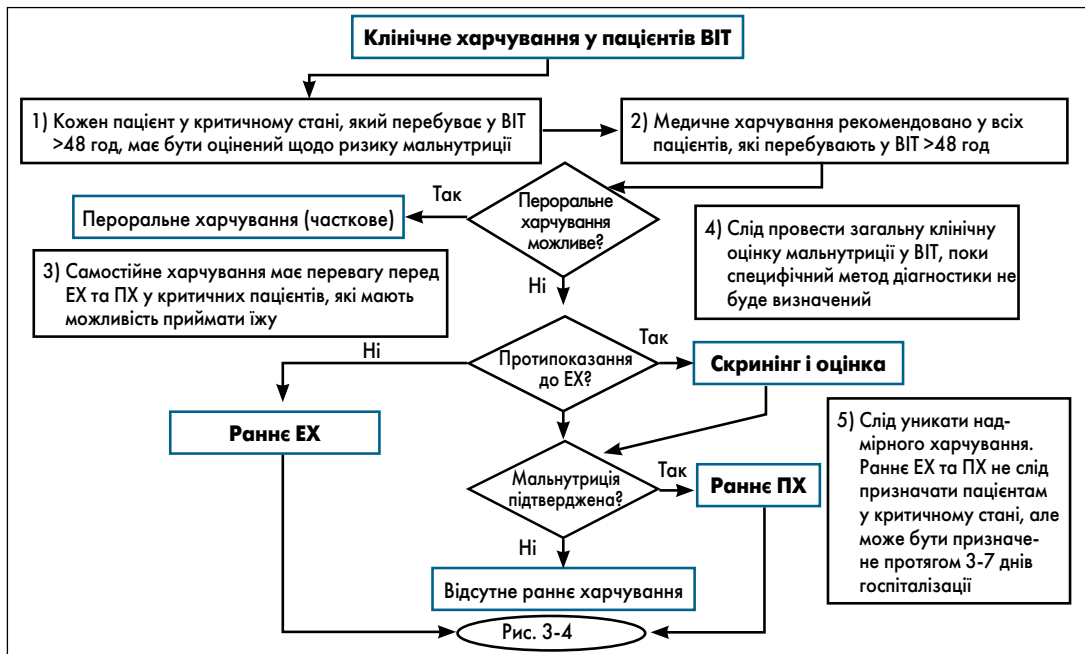 Клінічне харчування у пацієнтів ВІТ
1) Кожен пацієнт у критичному стані, який перебуває у ВІТ
>48 год, має бути оцінений щодо ризику мальнутриції
2) Медичне харчування рекомендовано у всіх
пацієнтів, які перебувають у ВІТ >48 год
Так
Пероральне
харчування
можливе?
Пероральне харчування (часткове)
4) Слід провести загальну клінічну
оцінку мальнутриції у ВІТ, поки
специфічний метод діагностики не
буде визначений
3) Самостійне харчування має перевагу перед
ЕХ та ПХ у критичних пацієнтів, які мають
можливість приймати їжу
Ні
Ні
Протипоказання
до ЕХ?
Так
Скринінг і оцінка
Раннє ЕХ
5) Слід уникати над-
мірного харчування.
Раннє ЕХ та ПХ не слід
призначати пацієнтам
у критичному стані, але
може бути призначе-
не протягом 3-7 днів
госпіталізації
Мальнутриція
підтверджена?
Так
Раннє ПХ
Ні
Відсутне раннє харчування
Рис. 3-4